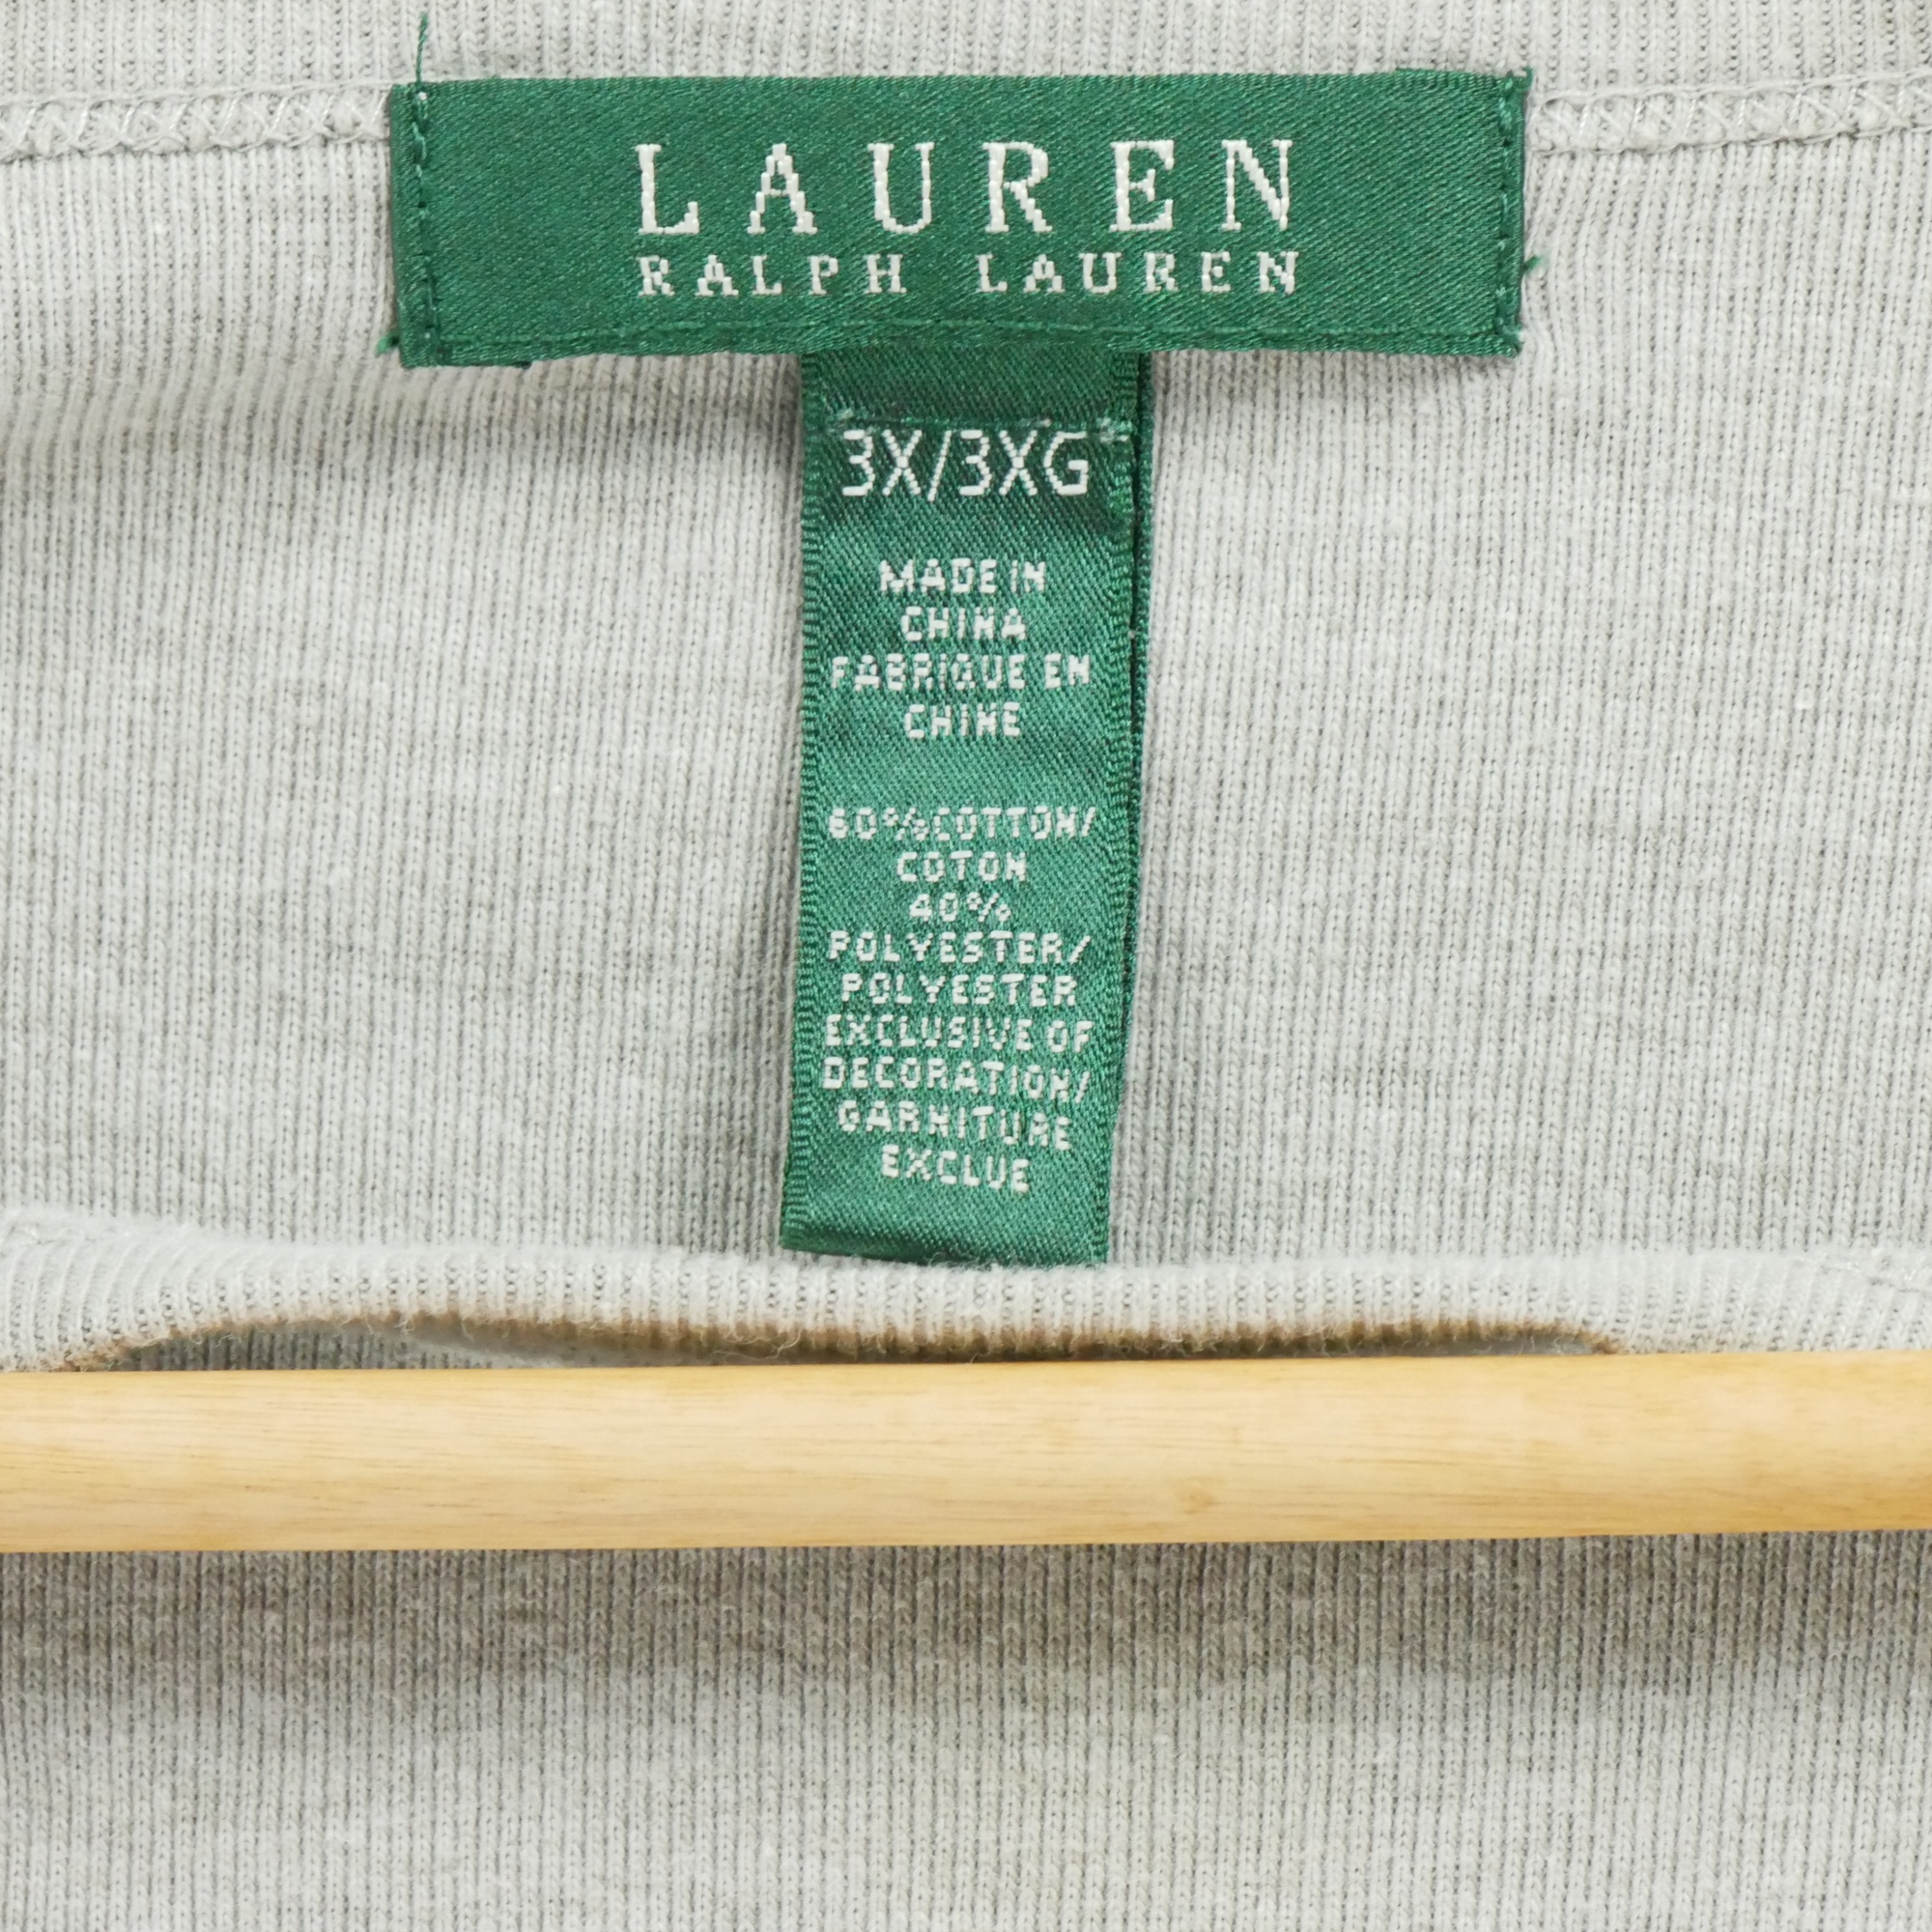 LAUREN
RALPH LAUREN
3X/3XG
MADE IN
CHINA
FABRIQUE EN
CHINE
60%COTTON/
COTON
40%
POLYESTER/
POLYESTER
EXCLUSIVE OF
DECORATION/
GARNITURE
EXCLUE